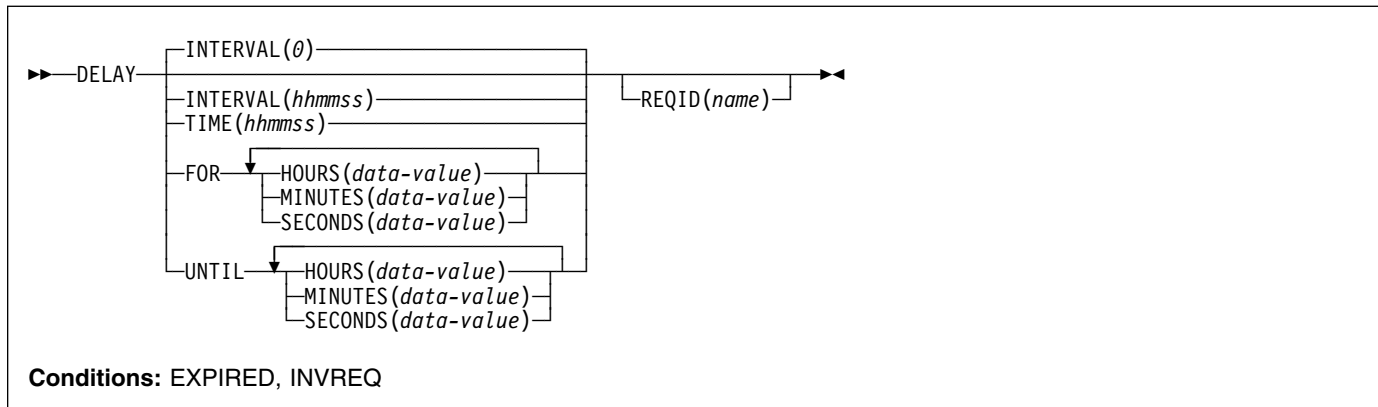 INTERVAL(0)
DELAY
INTERVAL(hhmmss)
REQID(name)
TIME(hhmmss)
FOR
HOURS(data-value)
MINUTES(data-value)
SECONDS(data-value)
UNTIL
HOURS(data-value)
MINUTES(data-value)
SECONDS(data-value)
Conditions: EXPIRED, INVREQ